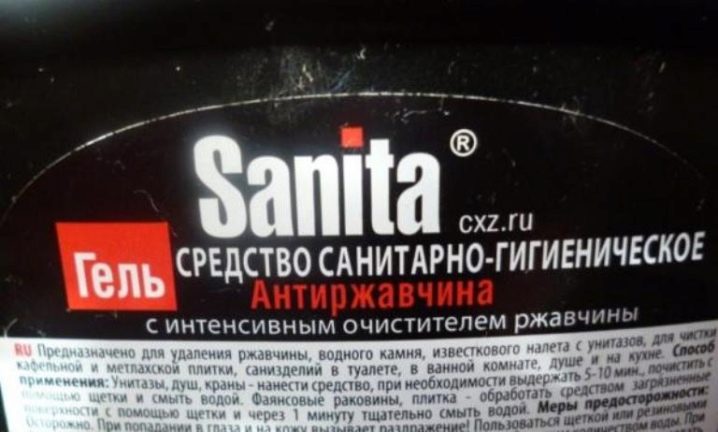 Sanita®
cxz.ru
Гель
СРЕДСТВО САНИТАРНО-ГИГИЕНИЧЕСКОЕ
Антиржавчина
с интенсивным очистителем ржавчины
RU Предназначено для удаления ржавчины, водного камня, известкового налета с унитазов, для чистки
кафельной и метлахской плитки, санизделий в туалете, в ванной комнате, душе и на кухне. Способ
применения: Унитазы, душ, краны - нанести средство, при необходимости выдержать 5-10 мин., почистить с
помощью щетки и смыть водой. Фаянсовые раковины, плитка - обработать средством загрязненные
поверхности с помощью щетки и через 1 минуту тщательно смыть водой. Меры предосторожности:
Осторожно. При попадании в глаза и на кожу вызывает раздражение! Пользоваться щеткой или резиновыми
количеством воды. При